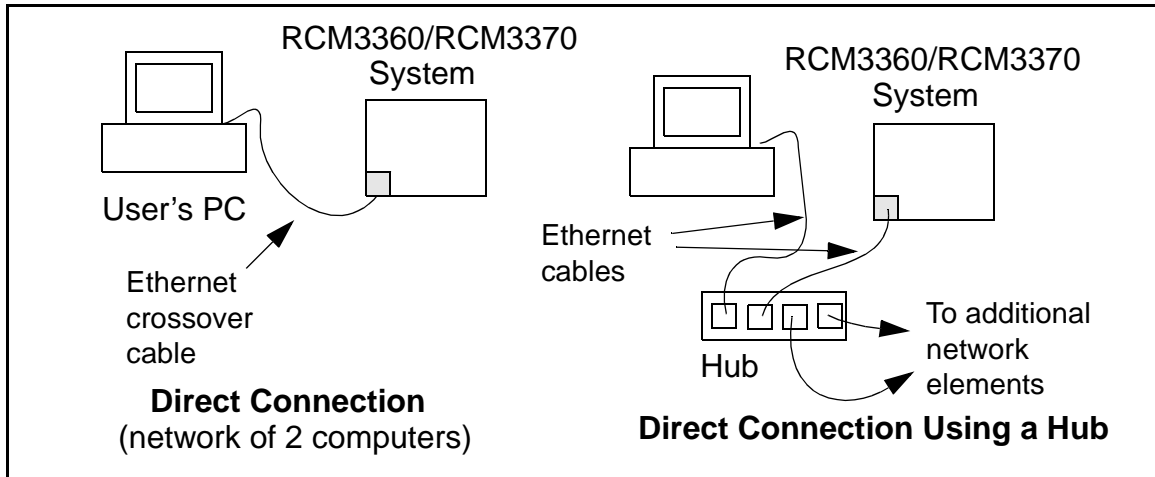 RCM3360/RCM3370
System
User's PC
Ethernet
crossover
cable
Direct Connection
(network of 2 computers)
RCM3360/RCM3370
System
Ethernet
cables
Hub
To additional
network
elements
Direct Connection Using a Hub